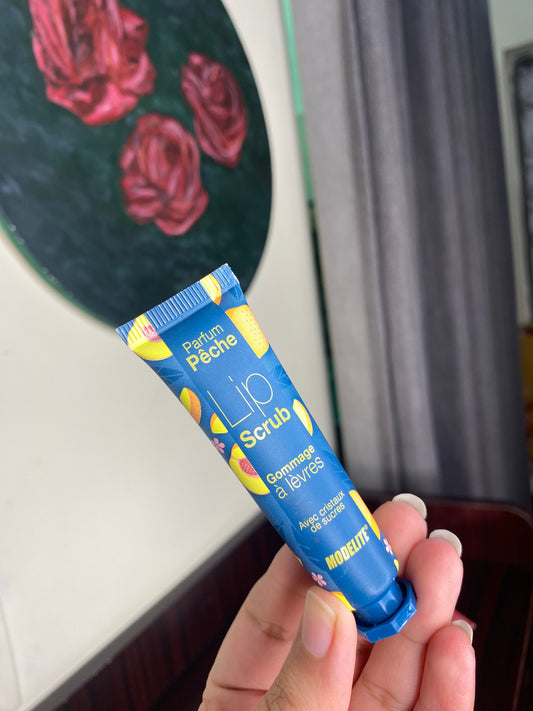 Parfum
Pêche
Lip
Scrub
Gommage
à lèvres
Avec cristaux
de sucres
MODELITE®